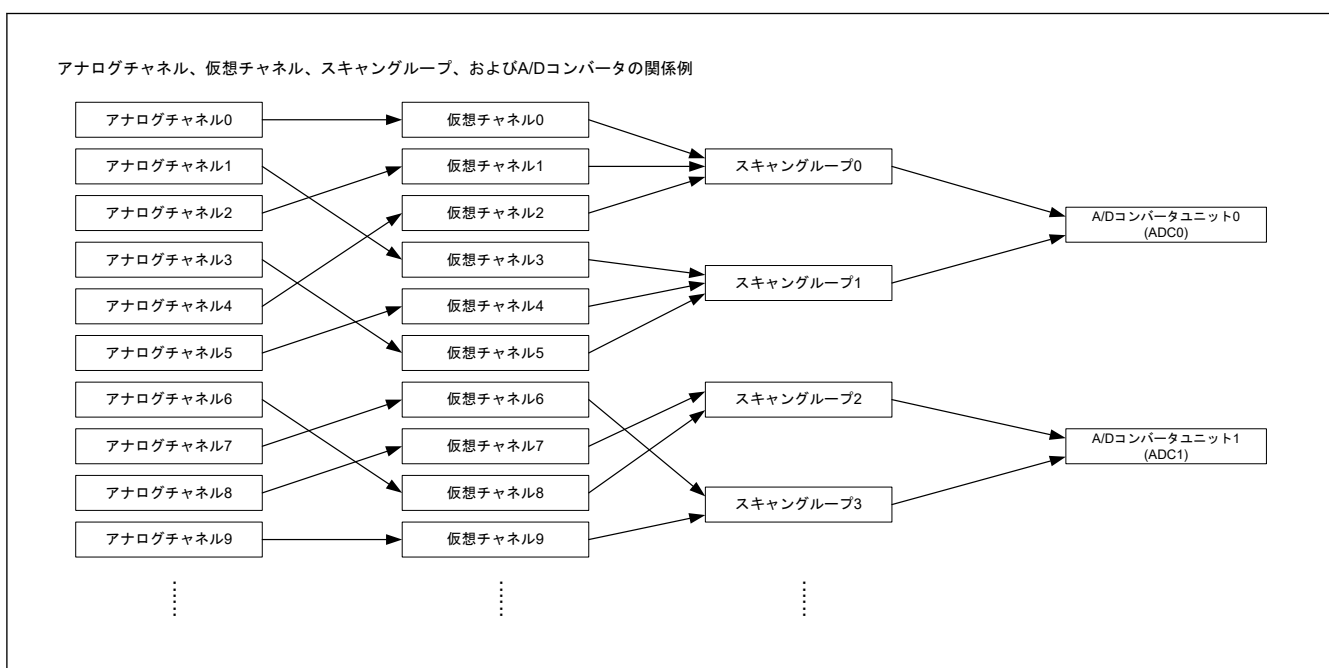 アナログチャネル、仮想チャネル、スキャングループ、およびA/Dコンバータの関係例
アナログチャネル0
仮想チャネル0
アナログチャネル1
仮想チャネル1
スキャングループ0
アナログチャネル2
仮想チャネル2
A/Dコンバータユニット0
(ADC0)
アナログチャネル3
仮想チャネル3
スキャングループ1
アナログチャネル4
仮想チャネル4
アナログチャネル5
仮想チャネル5
アナログチャネル6
仮想チャネル6
スキャングループ2
アナログチャネル7
仮想チャネル7
A/Dコンバータユニット1
(ADC1)
アナログチャネル8
仮想チャネル8
スキャングループ3
アナログチャネル9
仮想チャネル9